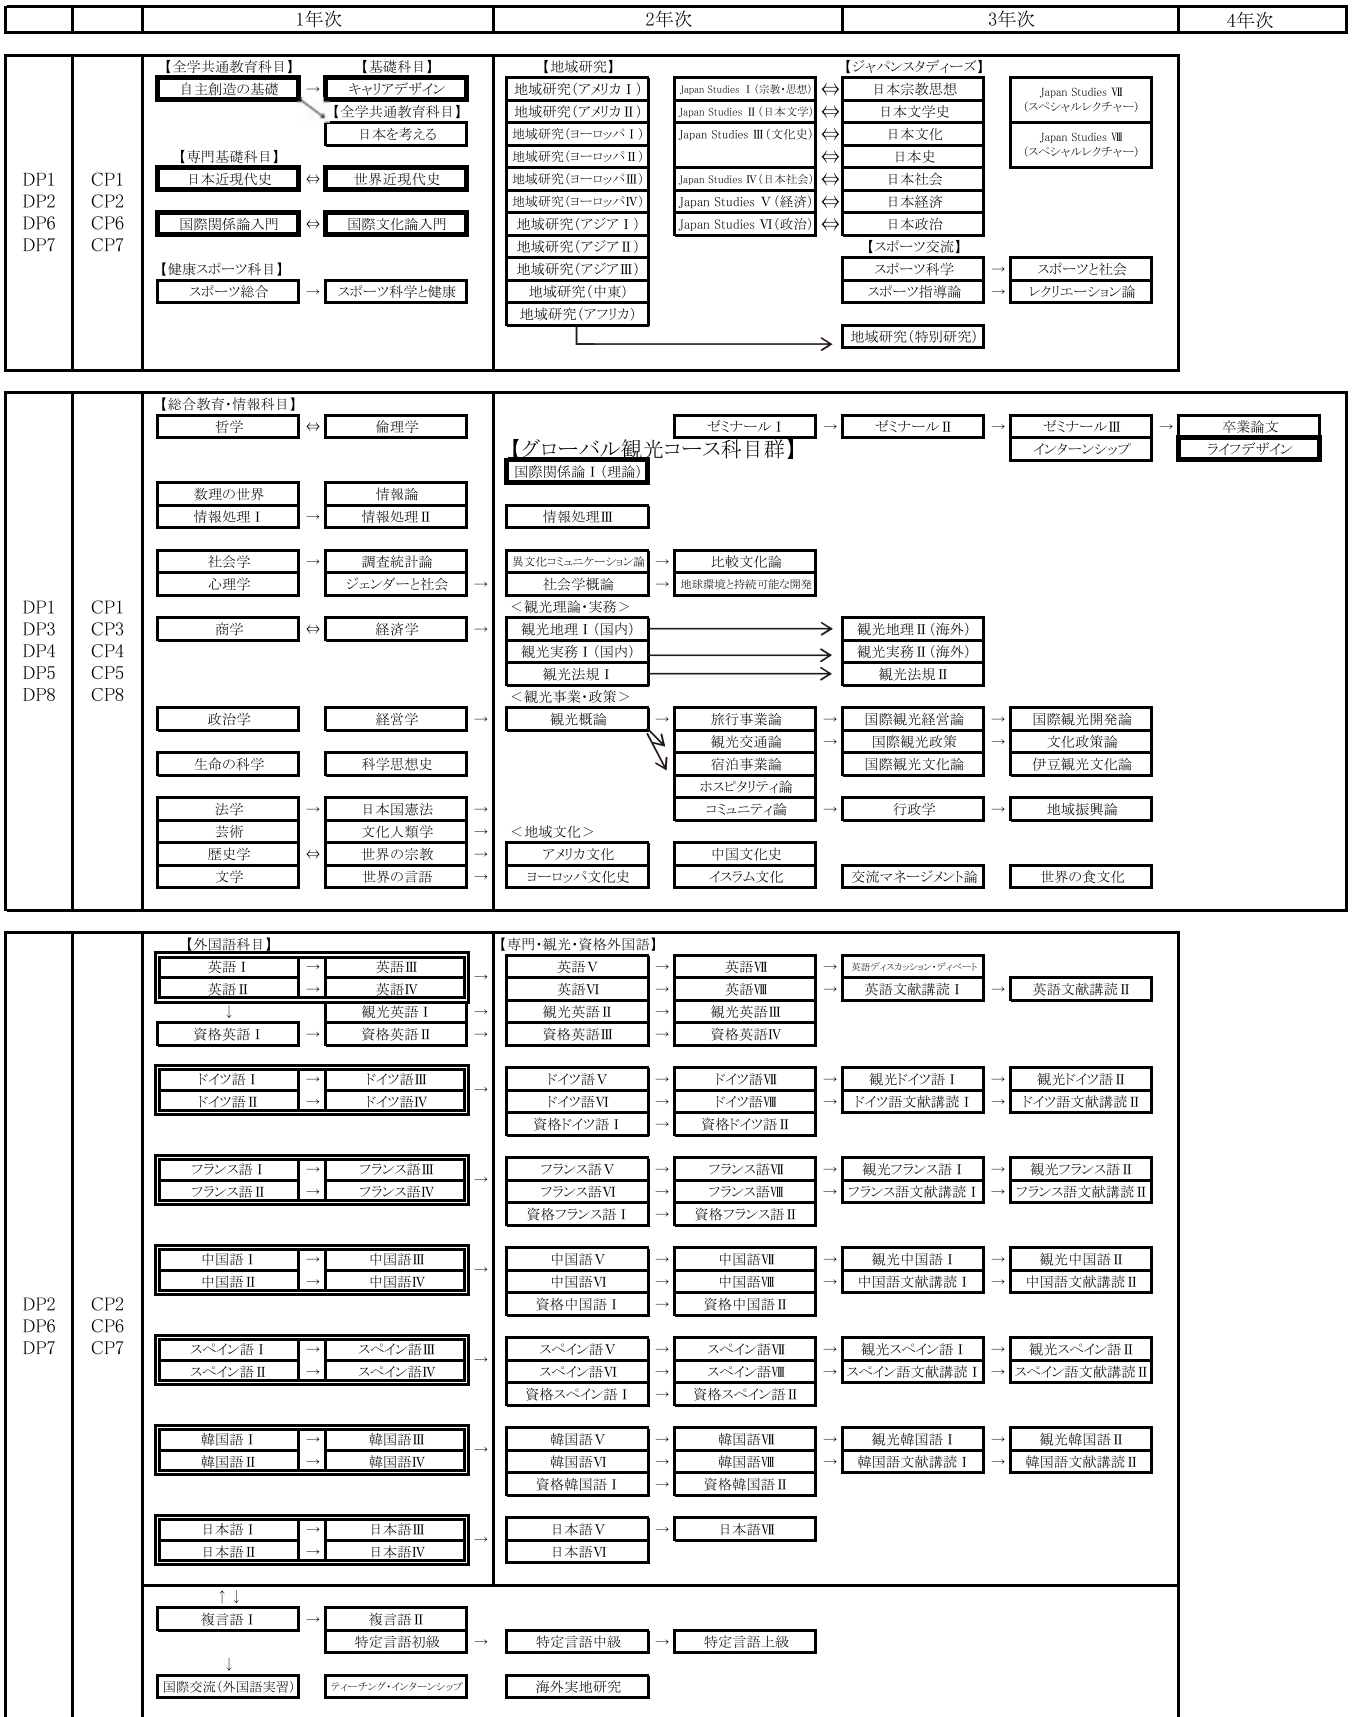 1年次 2年次 3年次 4年次
【全学共通教育科目】 【基礎科目】 【地域研究】 【ジャパンスタディーズ】
自主創造の基礎 → キャリアデザイン 地域研究(アメリカⅠ) Japan Studies Ⅰ(宗教・思想) ⇔ 日本宗教思想 Japan Studies Ⅶ
(スペシャルレクチャー)
【全学共通教育科目】 地域研究(アメリカⅡ) Japan Studies Ⅱ(日本文学) ⇔ 日本文学史
日本を考える 地域研究(ヨーロッパⅠ) Japan Studies Ⅲ(文化史) ⇔ 日本文化 Japan Studies Ⅷ
(スペシャルレクチャー)
【専門基礎科目】 地域研究(ヨーロッパⅡ) ⇔ 日本史
DP1 CP1 日本近現代史 ⇔ 世界近現代史 地域研究(ヨーロッパⅢ) Japan Studies Ⅳ(日本社会) ⇔ 日本社会
DP2 CP2 地域研究(ヨーロッパⅣ) Japan Studies Ⅴ(経済) ⇔ 日本経済
DP6 CP6 国際関係論入門 ⇔ 国際文化論入門 地域研究(アジアⅠ) Japan Studies Ⅵ(政治) ⇔ 日本政治
DP7 CP7 地域研究(アジアⅡ) 【スポーツ交流】
【健康スポーツ科目】 地域研究(アジアⅢ) スポーツ科学 → スポーツと社会
スポーツ総合 → スポーツ科学と健康 地域研究(中東) スポーツ指導論 → レクリエーション論
地域研究(アフリカ)
地域研究(特別研究)
【総合教育・情報科目】
哲学 ⇔ 倫理学 ゼミナールⅠ → ゼミナールⅡ → ゼミナールⅢ → 卒業論文
【グローバル観光コース科目群】 インターンシップ ライフデザイン
国際関係論Ⅰ(理論)
数理の世界 情報論
情報処理Ⅰ → 情報処理Ⅱ 情報処理Ⅲ
社会学 → 調査統計論 異文化コミュニケーション論 → 比較文化論
心理学 ジェンダーと社会 → 社会学概論 → 地球環境と持続可能な開発
DP1 CP1 <観光理論・実務>
DP3 CP3 商学 ⇔ 経済学 → 観光地理Ⅰ(国内) 観光地理Ⅱ(海外)
DP4 CP4 観光実務Ⅰ(国内) 観光実務Ⅱ(海外)
DP5 CP5 観光法規Ⅰ 観光法規Ⅱ
DP8 CP8 <観光事業・政策>
政治学 経営学 → 観光概論 → 旅行事業論 → 国際観光経営論 → 国際観光開発論
観光交通論 → 国際観光政策 → 文化政策論
生命の科学 科学思想史 宿泊事業論 国際観光文化論 伊豆観光文化論
ホスピタリティ論
法学 → 日本国憲法 → コミュニティ論 → 行政学 → 地域振興論
芸術 文化人類学 → <地域文化>
歴史学 ⇔ 世界の宗教 → アメリカ文化 中国文化史
文学 世界の言語 → ヨーロッパ文化史 イスラム文化 交流マネージメント論 世界の食文化
【外国語科目】 【専門・観光・資格外国語】
英語Ⅰ → 英語Ⅲ → 英語Ⅴ → 英語Ⅶ → 英語ディスカッション・ディベート
英語Ⅱ → 英語Ⅳ 英語Ⅵ → 英語Ⅷ → 英語文献講読Ⅰ → 英語文献講読Ⅱ
↓ 観光英語Ⅰ → 観光英語Ⅱ → 観光英語Ⅲ
資格英語Ⅰ → 資格英語Ⅱ → 資格英語Ⅲ → 資格英語Ⅳ
ドイツ語Ⅰ → ドイツ語Ⅲ → ドイツ語Ⅴ → ドイツ語Ⅶ → 観光ドイツ語Ⅰ → 観光ドイツ語Ⅱ
ドイツ語Ⅱ → ドイツ語Ⅳ ドイツ語Ⅵ → ドイツ語Ⅷ → ドイツ語文献講読Ⅰ → ドイツ語文献講読Ⅱ
資格ドイツ語Ⅰ → 資格ドイツ語Ⅱ
フランス語Ⅰ → フランス語Ⅲ → フランス語Ⅴ → フランス語Ⅶ → 観光フランス語Ⅰ → 観光フランス語Ⅱ
フランス語Ⅱ → フランス語Ⅳ フランス語Ⅵ → フランス語Ⅷ → フランス語文献講読Ⅰ → フランス語文献講読Ⅱ
資格フランス語Ⅰ → 資格フランス語Ⅱ
中国語Ⅰ → 中国語Ⅲ → 中国語Ⅴ → 中国語Ⅶ → 観光中国語Ⅰ → 観光中国語Ⅱ
中国語Ⅱ → 中国語Ⅳ 中国語Ⅵ → 中国語Ⅷ → 中国語文献講読Ⅰ → 中国語文献講読Ⅱ
DP2 CP2 資格中国語Ⅰ → 資格中国語Ⅱ
DP6 CP6
DP7 CP7 スペイン語Ⅰ → スペイン語Ⅲ → スペイン語Ⅴ → スペイン語Ⅶ → 観光スペイン語Ⅰ → 観光スペイン語Ⅱ
スペイン語Ⅱ → スペイン語Ⅳ スペイン語Ⅵ → スペイン語Ⅷ → スペイン語文献講読Ⅰ → スペイン語文献講読Ⅱ
資格スペイン語Ⅰ → 資格スペイン語Ⅱ
韓国語Ⅰ → 韓国語Ⅲ → 韓国語Ⅴ → 韓国語Ⅶ → 観光韓国語Ⅰ → 観光韓国語Ⅱ
韓国語Ⅱ → 韓国語Ⅳ 韓国語Ⅵ → 韓国語Ⅷ → 韓国語文献講読Ⅰ → 韓国語文献講読Ⅱ
資格韓国語Ⅰ → 資格韓国語Ⅱ
日本語Ⅰ → 日本語Ⅲ → 日本語Ⅴ → 日本語Ⅶ
日本語Ⅱ → 日本語Ⅳ 日本語Ⅵ
↑↓
複言語Ⅰ → 複言語Ⅱ
特定言語初級 → 特定言語中級 → 特定言語上級
↓
国際交流(外国語実習) ティーチング・インターンシップ 海外実地研究